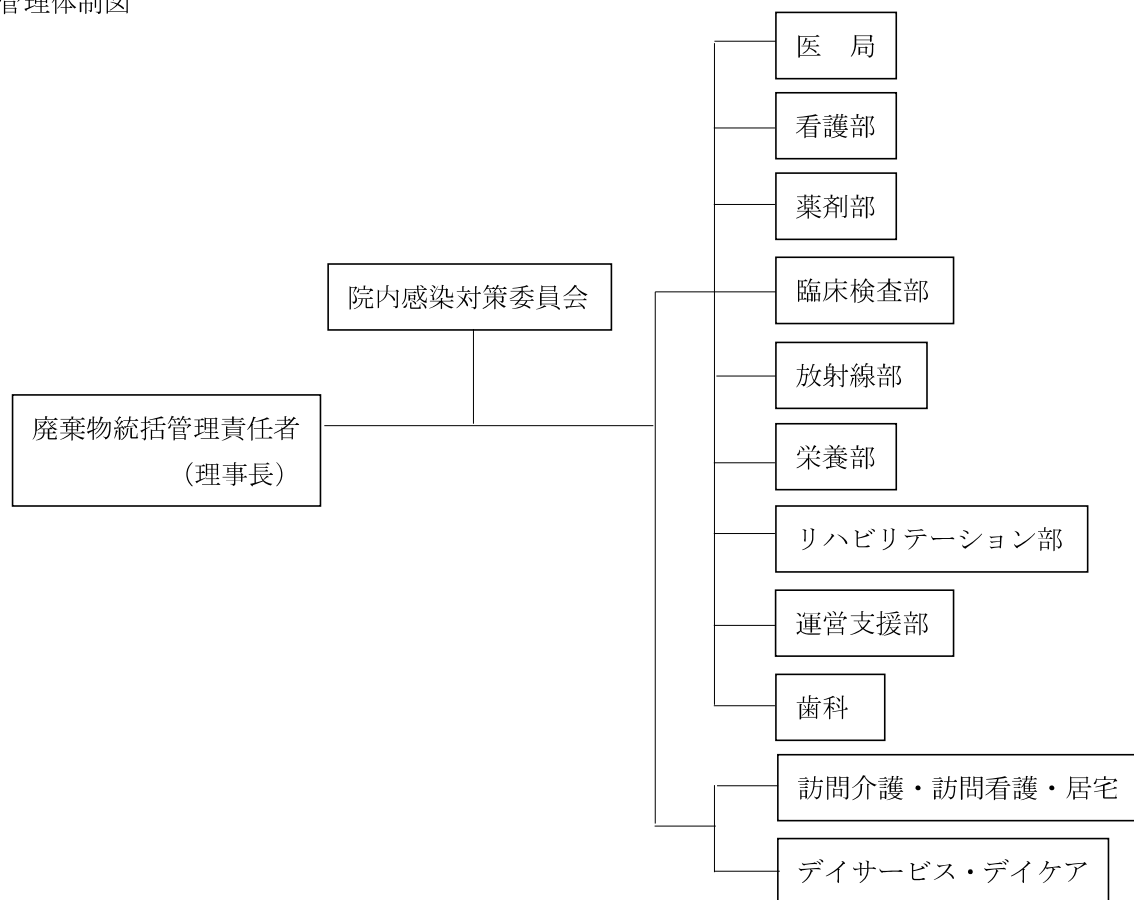 管理体制図
医　局
看護部
薬剤部
臨床検査部
院内感染対策委員会
放射線部
廃棄物統括管理責任者
（理事長）
栄養部
リハビリテーション部
運営支援部
歯科
訪問介護・訪問看護・居宅
デイサービス・デイケア